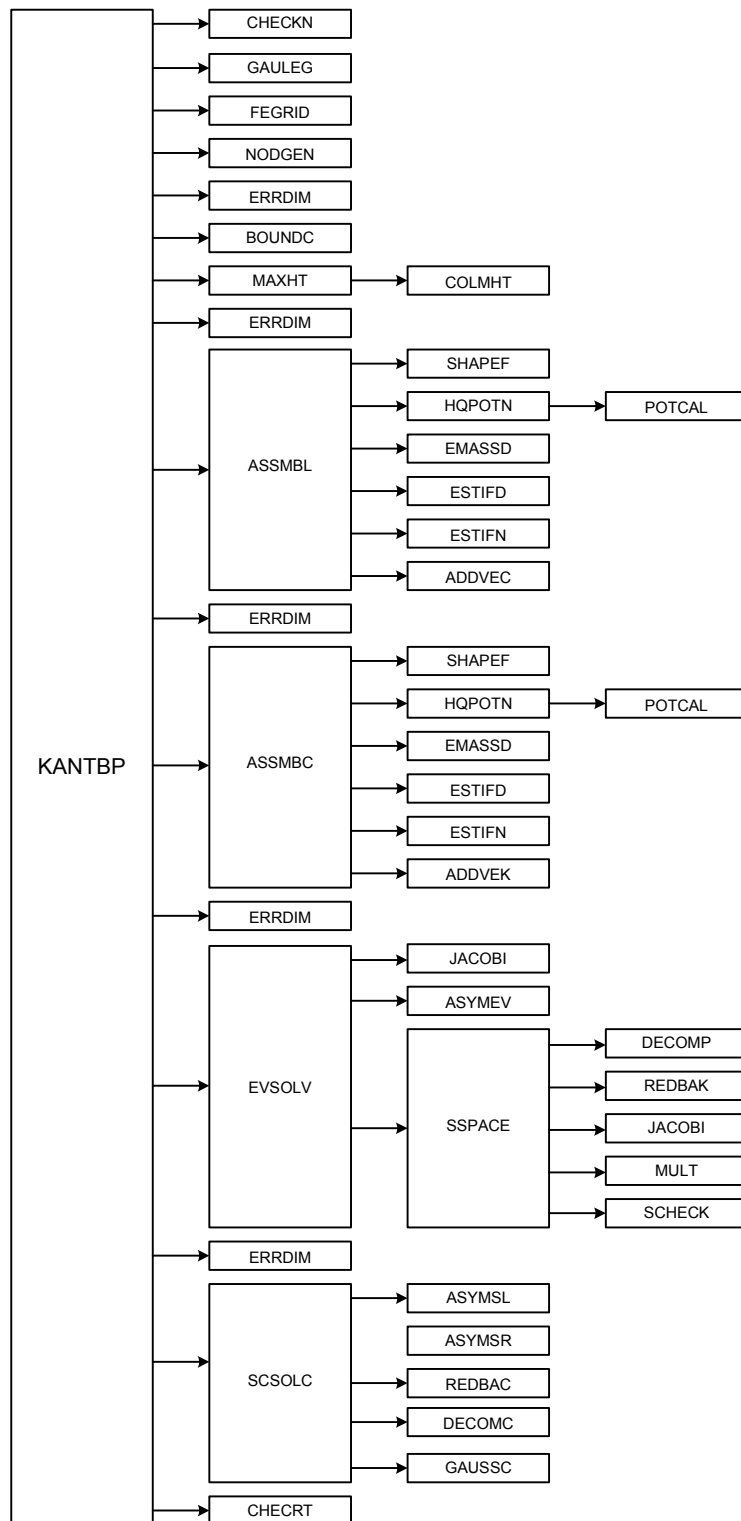 CHECKN
GAULEG
FEGRID
NODGEN
ERRDIM
BOUNDC
MAXHT COLMHT
ERRDIM
SHAPEF
HQPOTN POTCAL
EMASSD
ASSMBL
ESTIFD
ESTIFN
ADDVEC
ERRDIM
SHAPEF
HQPOTN POTCAL
EMASSD
KANTBP ASSMBC
ESTIFD
ESTIFN
ADDVEK
ERRDIM
JACOBI
ASYMEV
DECOMP
EVSOLV REDBAK
SSPACE JACOBI
MULT
SCHECK
ERRDIM
ASYMSL
ASYMSR
SCSOLC REDBAC
DECOMC
GAUSSC
CHECRT